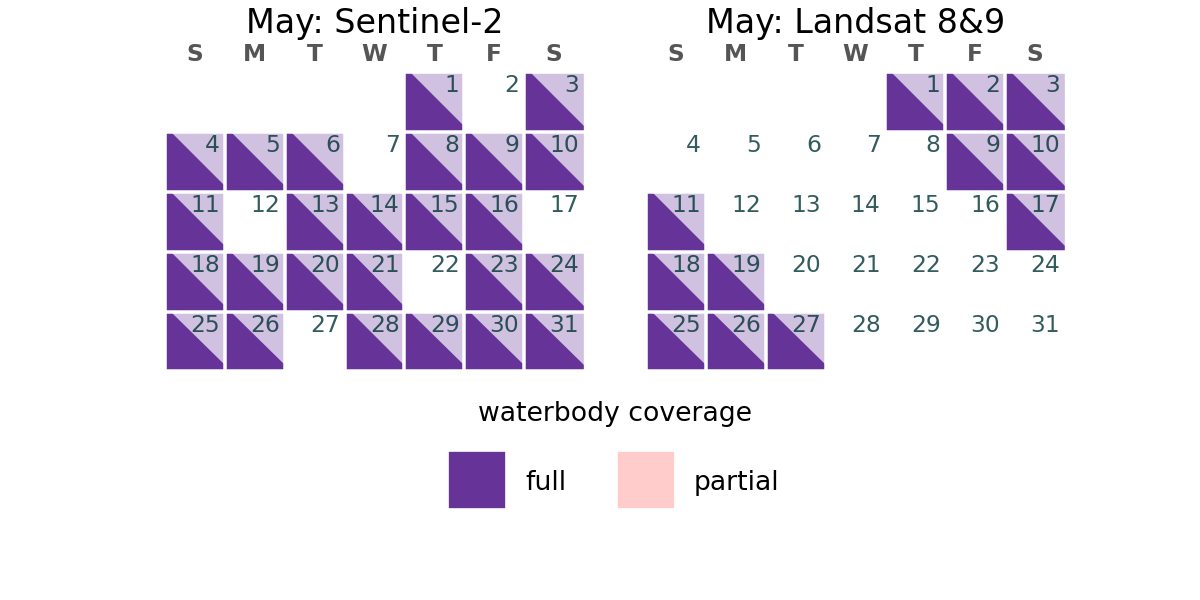 May: Sentinel-2
S M T W T F S
1 2 3
4 5 6 7 8 9 10
11 12 13 14 15 16 17
18 19 20 21 22 23 24
25 26 27 28 29 30 31
May: Landsat 8&9
S M T W T F S
1 2 3
4 5 6 7 8 9 10
11 12 13 14 15 16 17
18 19 20 21 22 23 24
25 26 27 28 29 30 31
waterbody coverage
full partial